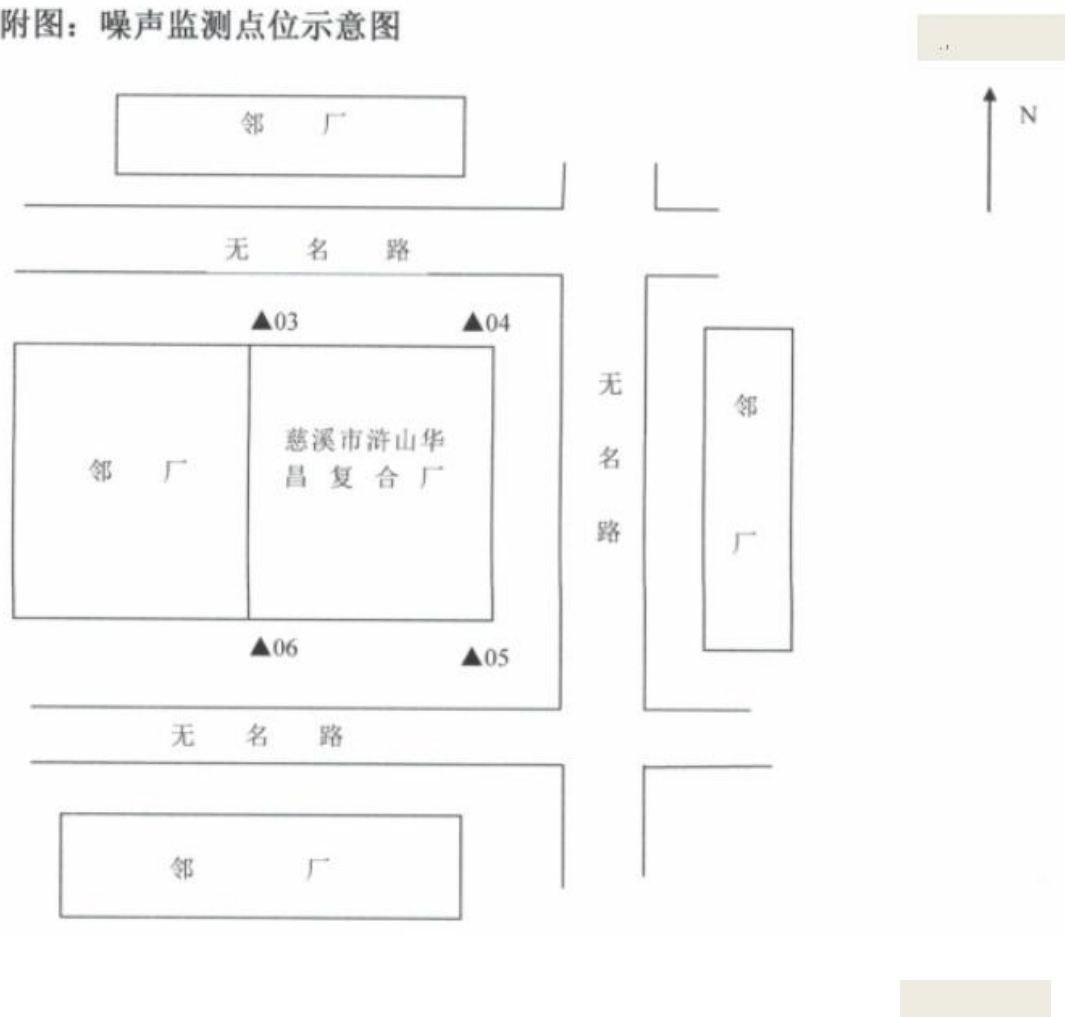 附图：噪声监测点位示意图
N
邻 厂
无 名 路
▲03
▲04
无
名
路
邻
厂
邻 厂
慈溪市浒山华
昌 复 合 厂
▲06
▲05
无 名 路
邻 厂